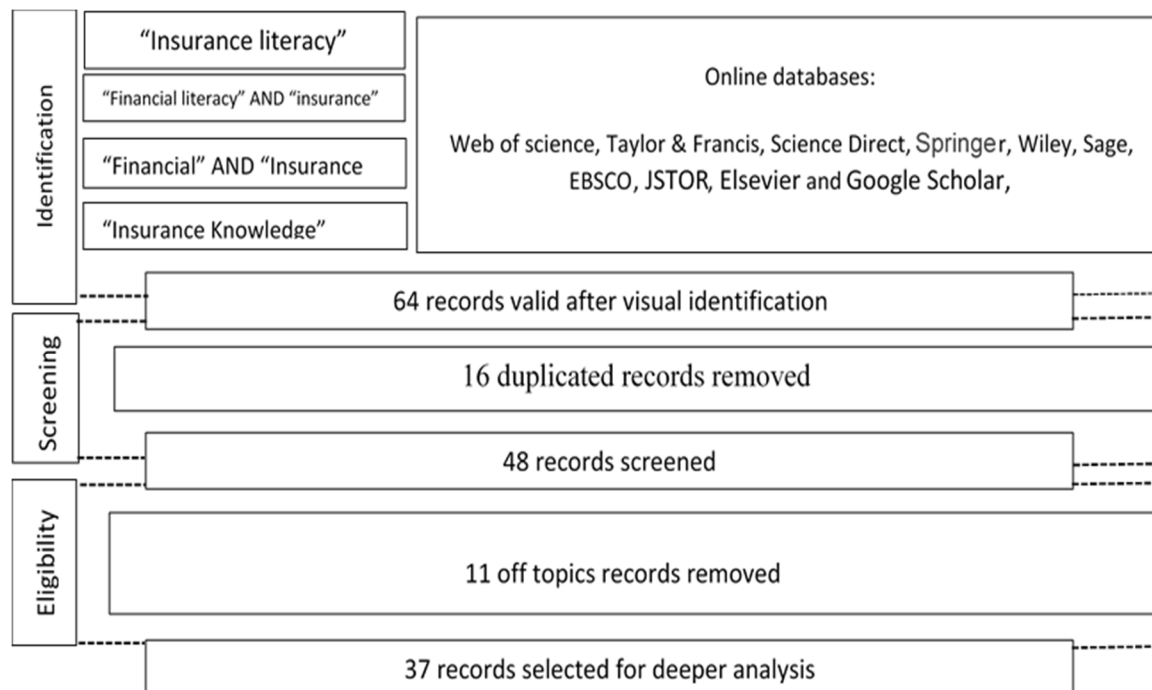 Identification
“Insurance literacy”
“Financial literacy” AND “insurance”
“Financial” AND “Insurance
“Insurance Knowledge”
Online databases:
Web of science, Taylor & Francis, Science Direct, Springer, Wiley, Sage,
EBSCO, JSTOR, Elsevier and Google Scholar,
64 records valid after visual identification
Screening
16 duplicated records removed
48 records screened
Eligibility
11 off topics records removed
37 records selected for deeper analysis